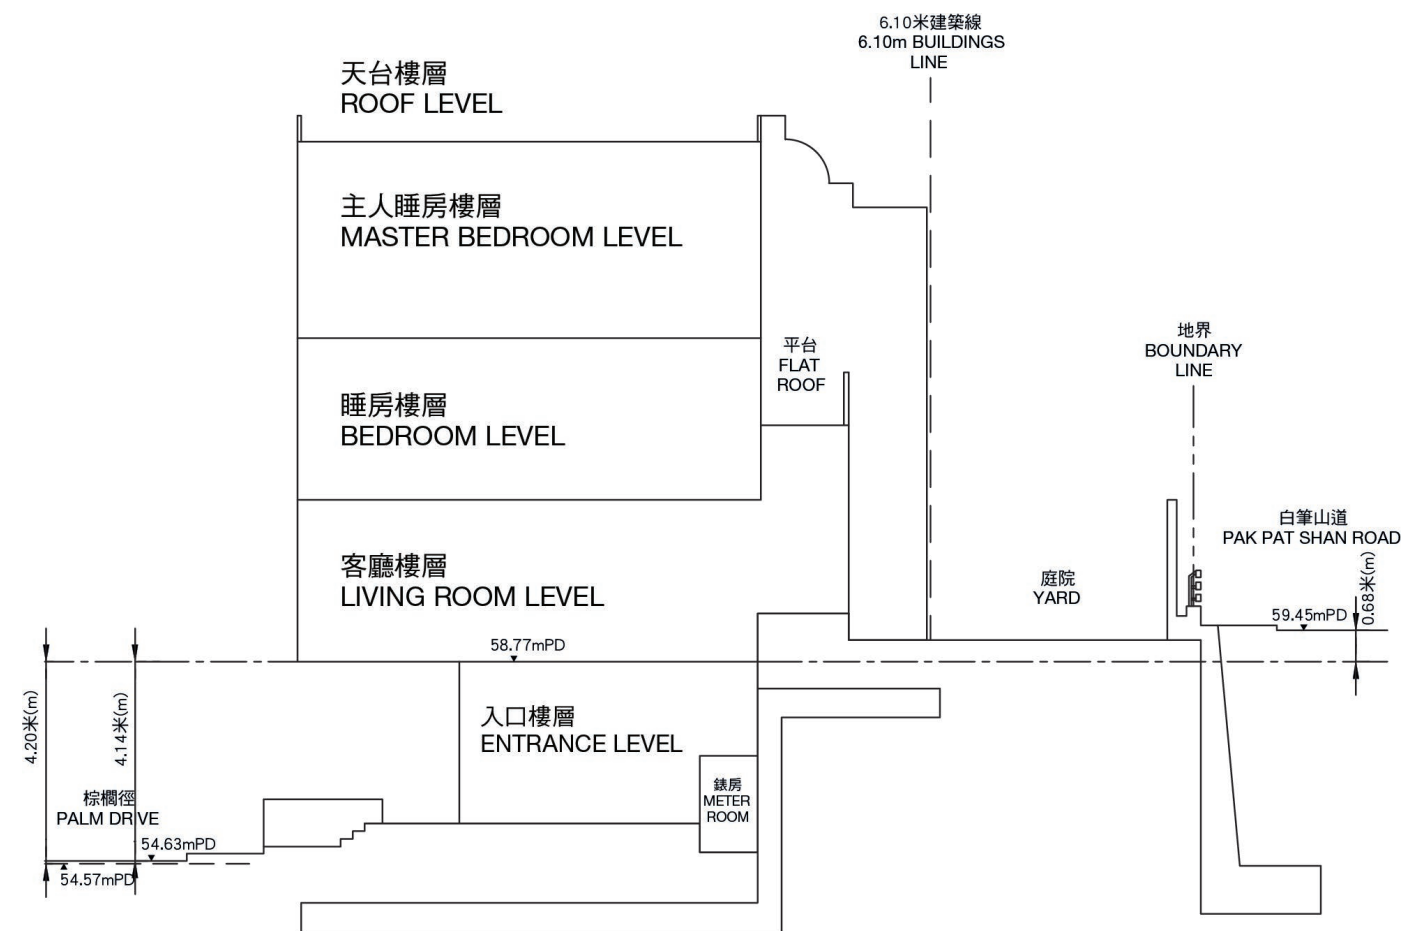 6.10米建築線
6.10m BUILDINGS
LINE
天台樓層
ROOF LEVEL
主人睡房樓層
MASTER BEDROOM LEVEL
平台
FLAT
ROOF
地界
BOUNDARY
LINE
睡房樓層
BEDROOM LEVEL
白筆山道
PAK PAT SHAN ROAD
客廳樓層
LIVING ROOM LEVEL
庭院
YARD
59.45mPD
0.68米(m)
58.77mPD
4.20米(m)
4.14米(m)
入口樓層
ENTRANCE LEVEL
錶房
METER
ROOM
棕櫚徑
PALM DRIVE
54.63mPD
54.57mPD